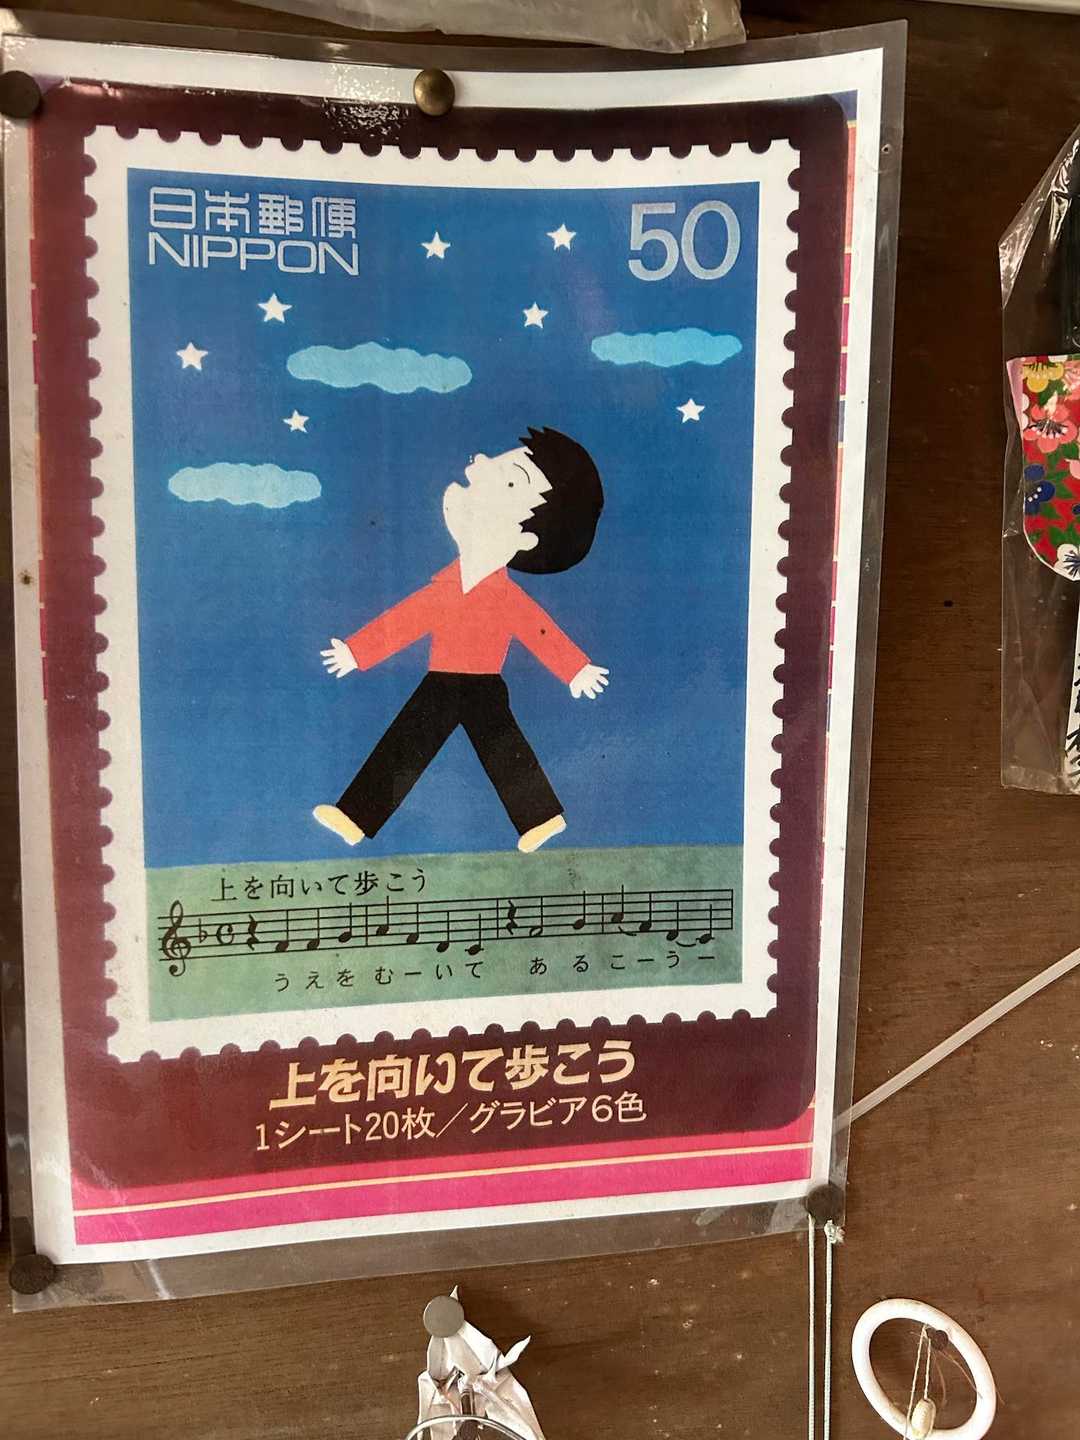 日本郵便 50
NIPPON
上を向いて歩こう
うえを むーいて ある こーうー
上を向いて歩こう
1シート20枚／グラビア6色